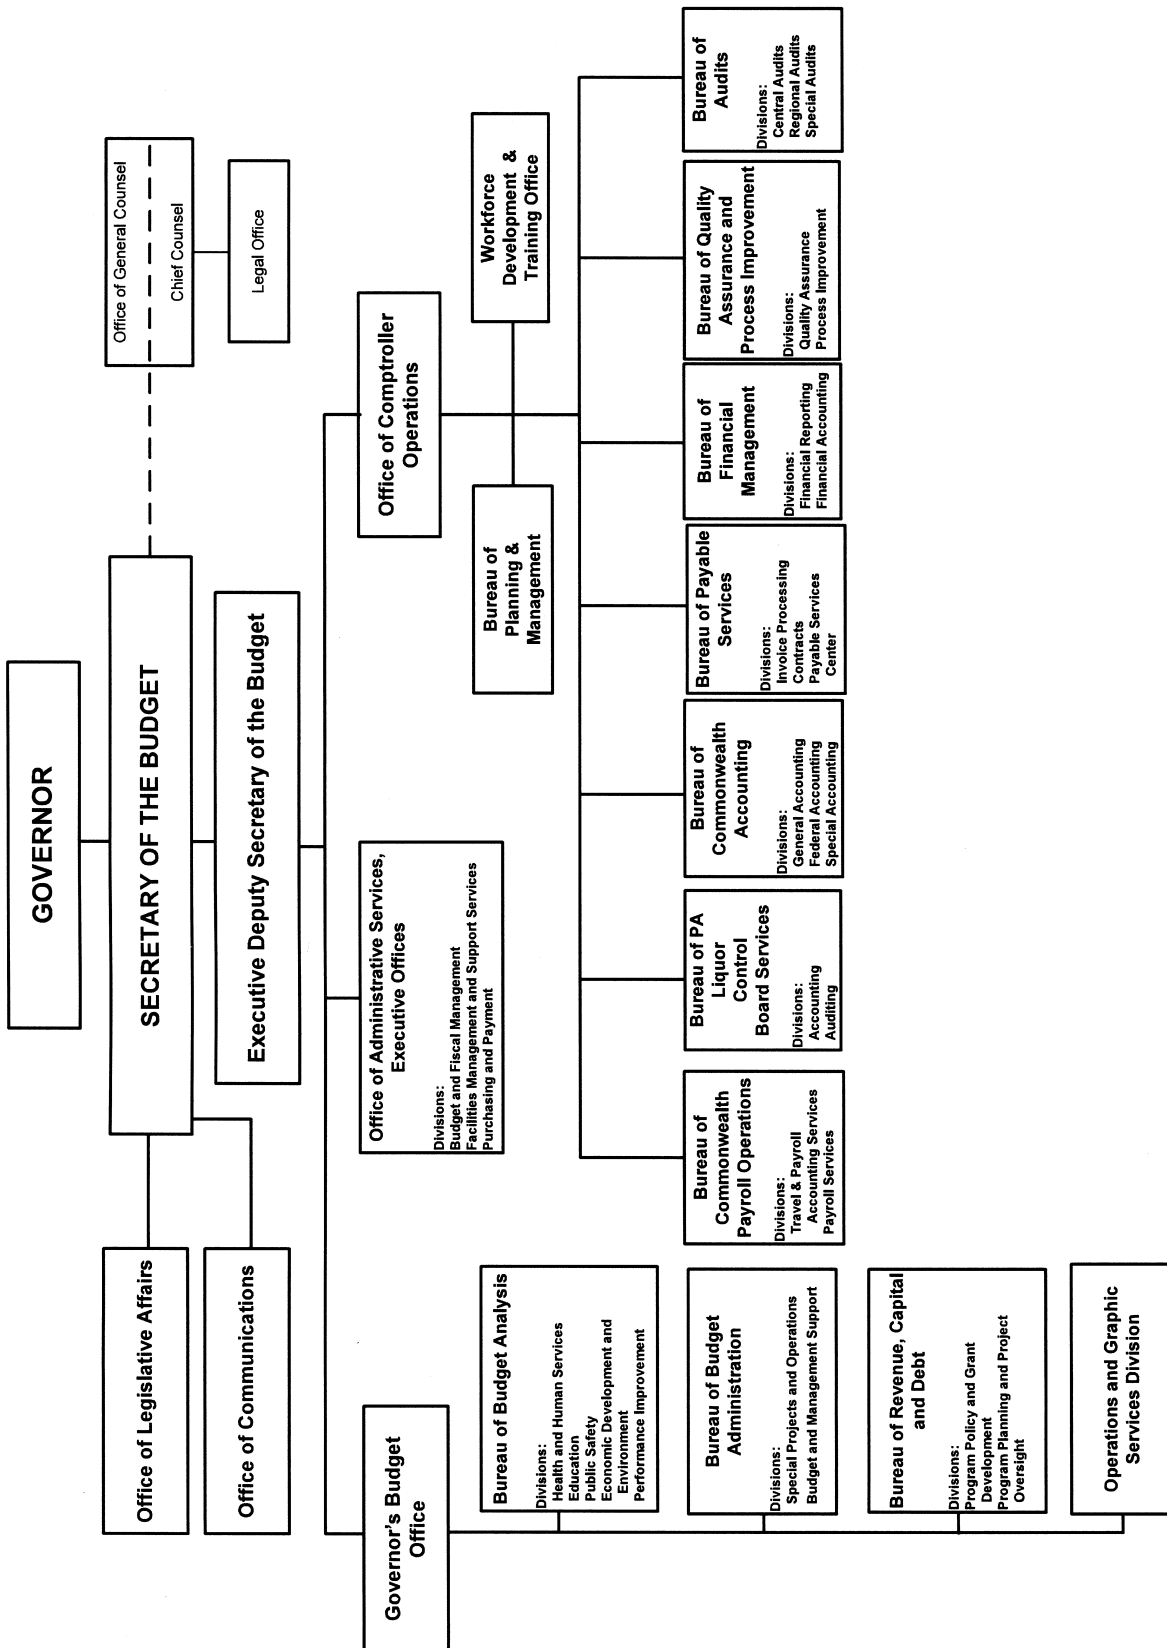 GOVERNOR
SECRETARY OF THE BUDGET
Office of General Counsel
Chief Counsel
Legal Office
Office of Legislative Affairs
Office of Communications
Executive Deputy Secretary of the Budget
Governor's Budget
Office
Office of Administrative Services,
Executive Offices
Divisions:
Budget and Fiscal Management
Facilities Management and Support Services
Purchasing and Payment
Office of Comptroller
Operations
Bureau of
Planning &
Management
Workforce
Development &
Training Office
Bureau of Budget Analysis
Divisions:
Health and Human Services
Education
Public Safety
Economic Development and
Environment
Performance Improvement
Bureau of Budget
Administration
Divisions:
Special Projects and Operations
Budget and Management Support
Bureau of Revenue, Capital
and Debt
Divisions:
Program Policy and Grant
Development
Program Planning and Project
Oversight
Operations and Graphic
Services Division
Bureau of
Commonwealth
Payroll Operations
Divisions:
Travel & Payroll
Accounting Services
Payroll Services
Bureau of PA
Liquor
Control
Board Services
Divisions:
Accounting
Auditing
Bureau of
Commonwealth
Accounting
Divisions:
General Accounting
Federal Accounting
Special Accounting
Bureau of Payable
Services
Divisions:
Invoice Processing
Contracts
Payable Services
Center
Bureau of
Financial
Management
Divisions:
Financial Reporting
Financial Accounting
Bureau of Quality
Assurance and
Process Improvement
Divisions:
Quality Assurance
Process Improvement
Bureau of
Audits
Divisions:
Central Audits
Regional Audits
Special Audits